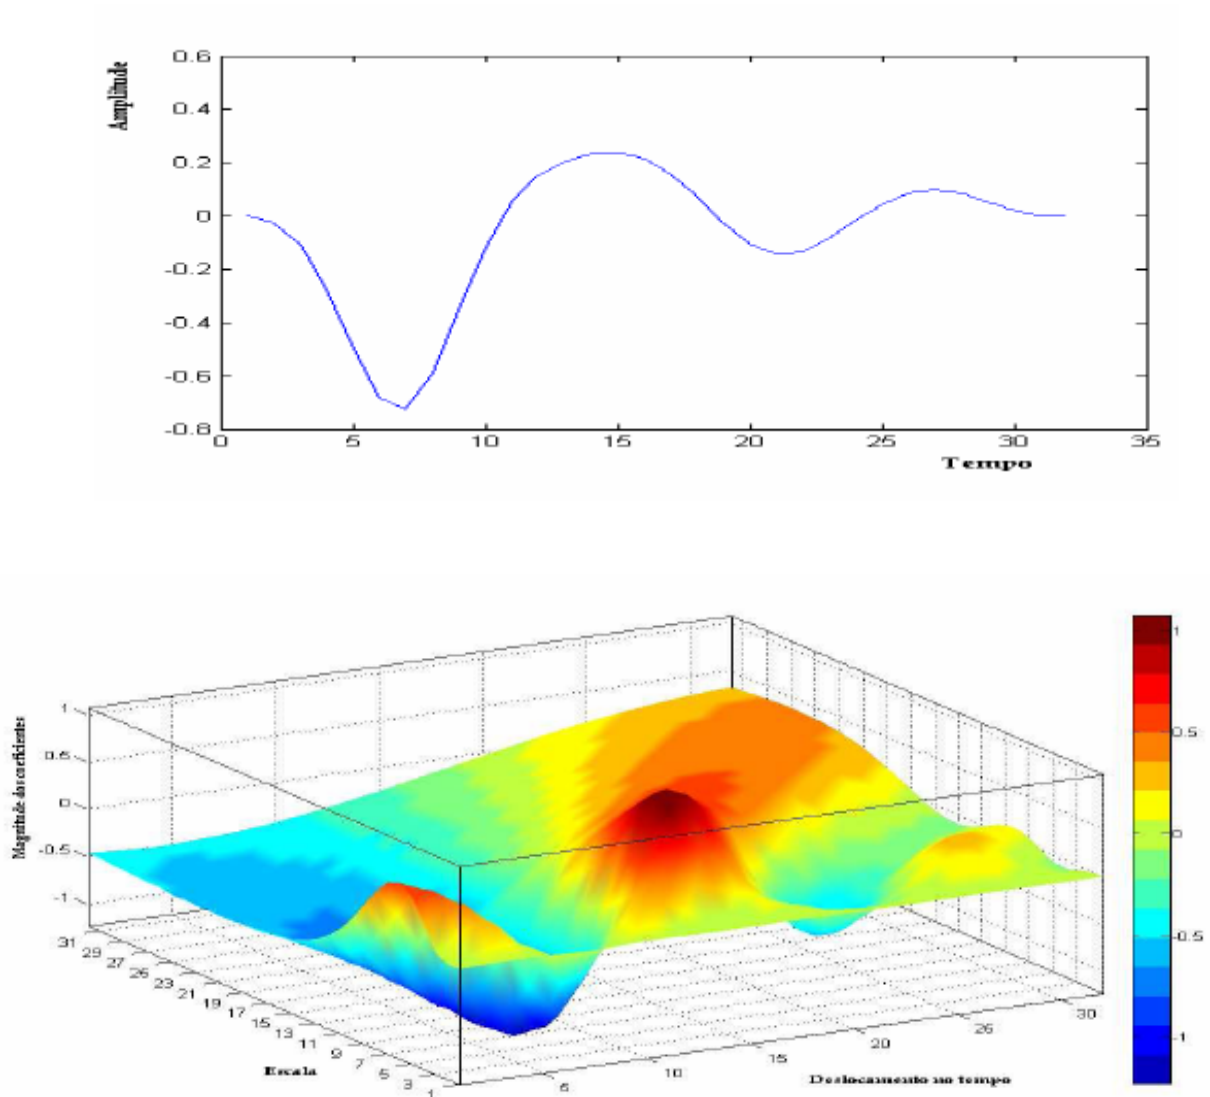 Amplitude
0.6
0.4
0.2
0
-0.2
-0.4
-0.6
-0.8
0 5 10 15 20 25 30 35
Tempo
Magnitude dos coeficientes
1
0.5
0
-0.5
-1
31 29 27 25 23 21 19 17 15 13 11 9 7 5 3 1
Escala
5 10 15 20 25 30
Deslocamento no tempo
1
0.5
0
-0.5
-1